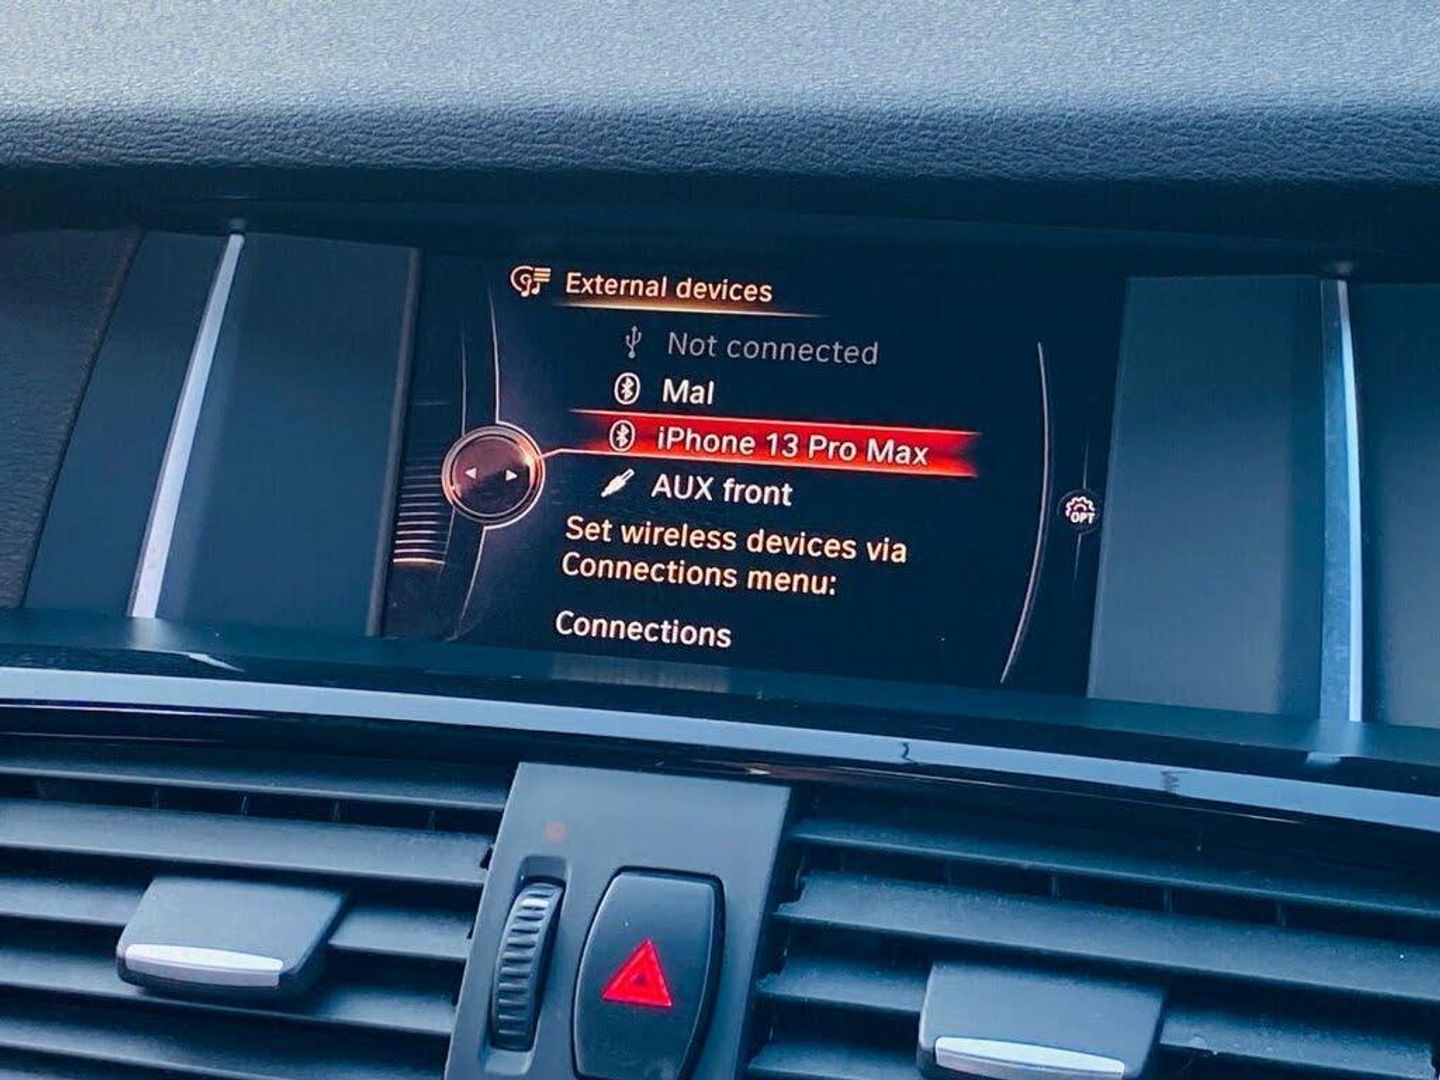 External devices
Not connected
Mal
iPhone 13 Pro Max
AUX front
OPT
Set wireless devices via
Connections menu:
Connections